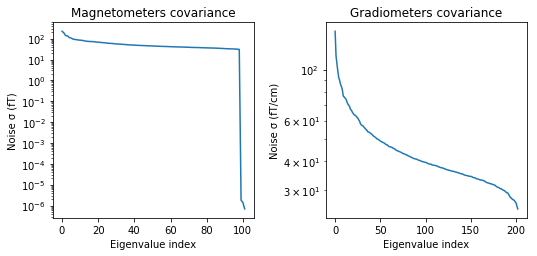 Magnetometers covariance
Noise σ (fT)
10²
10¹
10⁰
10⁻¹
10⁻²
10⁻³
10⁻⁴
10⁻⁵
10⁻⁶
0 20 40 60 80 100
Eigenvalue index
Gradiometers covariance
Noise σ (fT/cm)
10²
6 × 10¹
4 × 10¹
3 × 10¹
0 50 100 150 200
Eigenvalue index